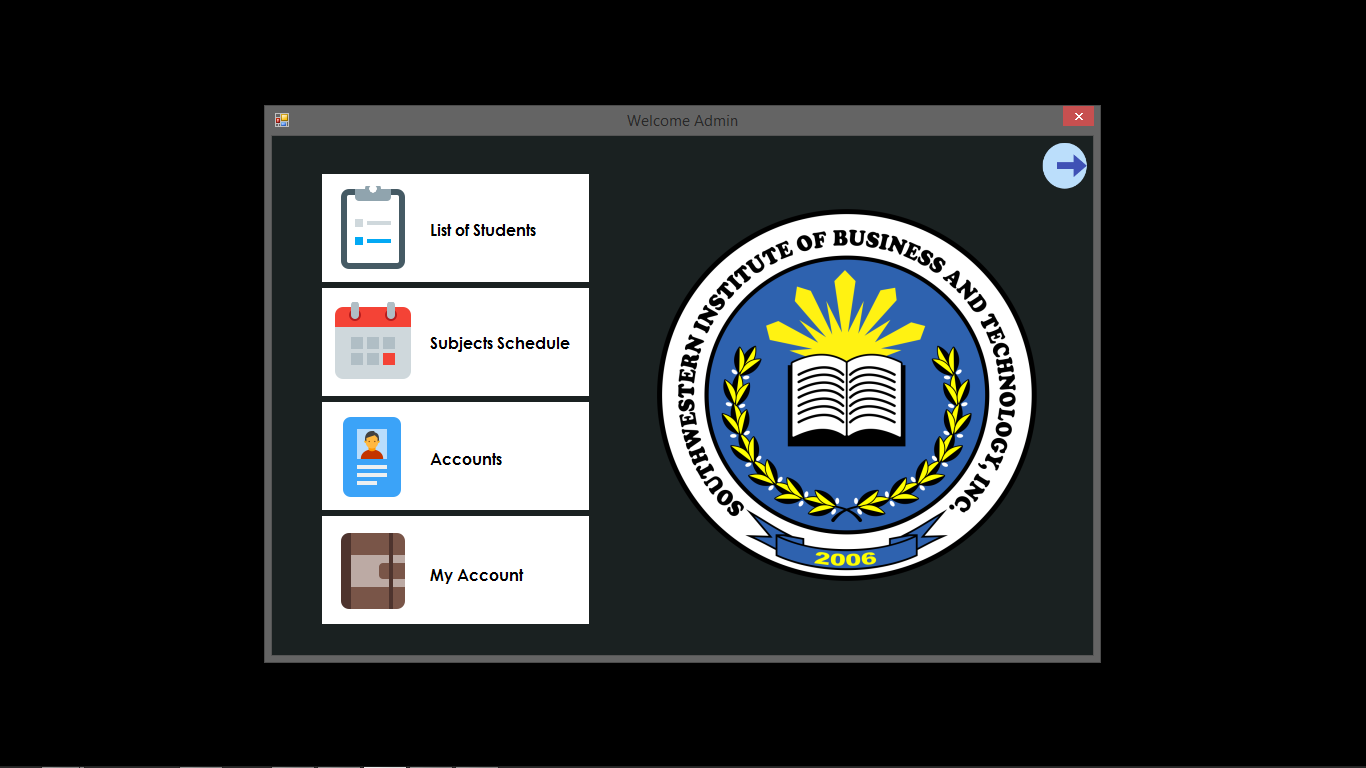 Welcome Admin
List of Students
Subjects Schedule
Accounts
My Account
SOUTHWESTERN INSTITUTE OF BUSINESS AND TECHNOLOGY, INC.
2006